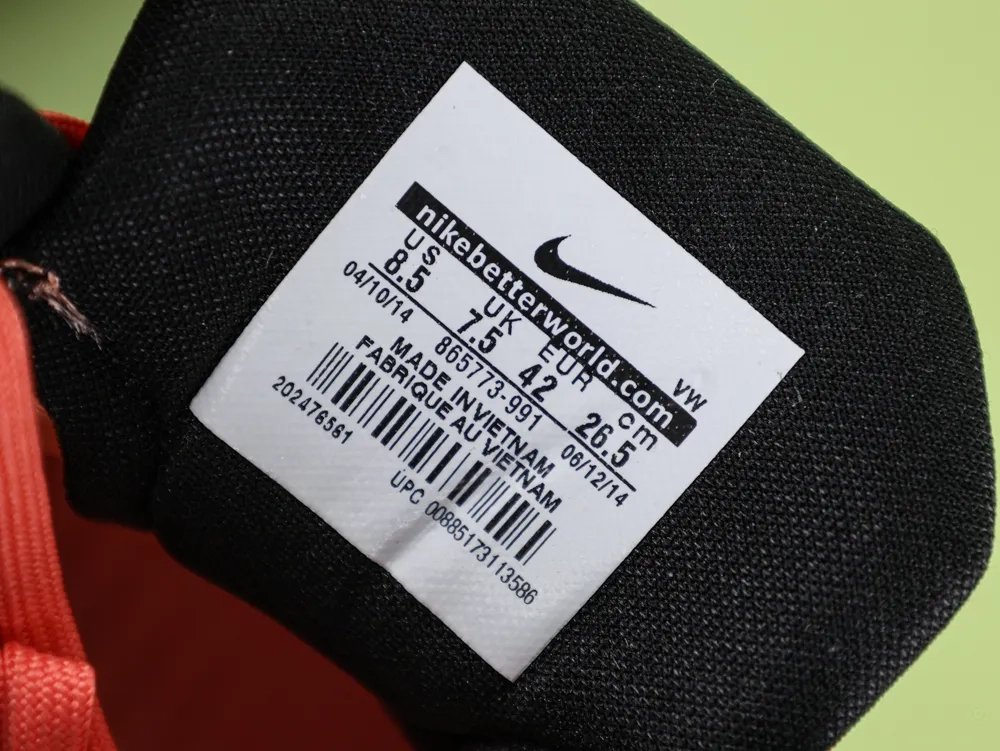 nikebetterworld.com VW
US UK EUR cm
8.5 7.5 42 26.5
04/10/14 865773-991 06/12/14
MADE IN VIETNAM
FABRIQUE AU VIETNAM
202476561
UPC 00885173113586